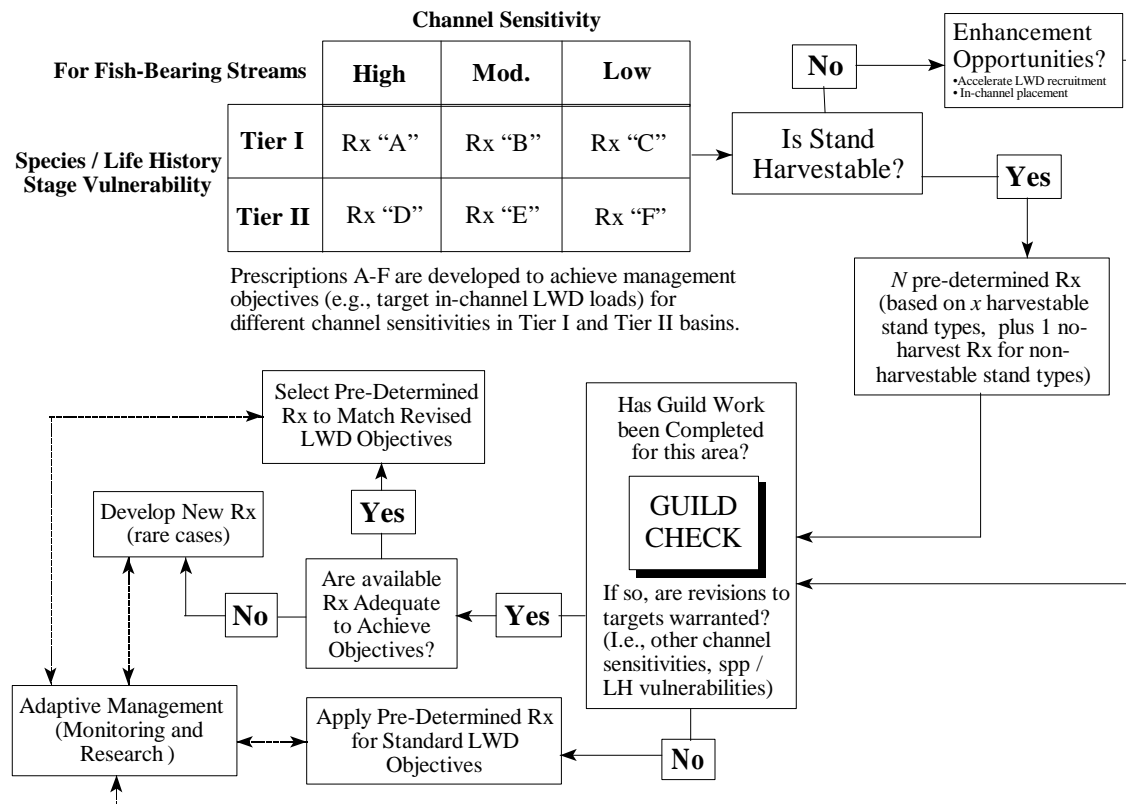 Channel Sensitivity
For Fish-Bearing Streams
High
Mod.
Low
Species / Life History
Stage Vulnerability
Tier I
Rx “A”
Rx “B”
Rx “C”
Tier II
Rx “D”
Rx “E”
Rx “F”
Prescriptions A-F are developed to achieve management
objectives (e.g., target in-channel LWD loads) for
different channel sensitivities in Tier I and Tier II basins.
Is Stand
Harvestable?
No
Enhancement
Opportunities?
•Accelerate LWD recruitment
• In-channel placement
Yes
N pre-determined Rx
(based on x harvestable
stand types, plus 1 no-
harvest Rx for non-
harvestable stand types)
Has Guild Work
been Completed
for this area?
GUILD
CHECK
If so, are revisions to
targets warranted?
(I.e., other channel
sensitivities, spp /
LH vulnerabilities)
Yes
Are available
Rx Adequate
to Achieve
Objectives?
Yes
Select Pre-Determined
Rx to Match Revised
LWD Objectives
No
Develop New Rx
(rare cases)
No
Apply Pre-Determined Rx
for Standard LWD
Objectives
Adaptive Management
(Monitoring and
Research )